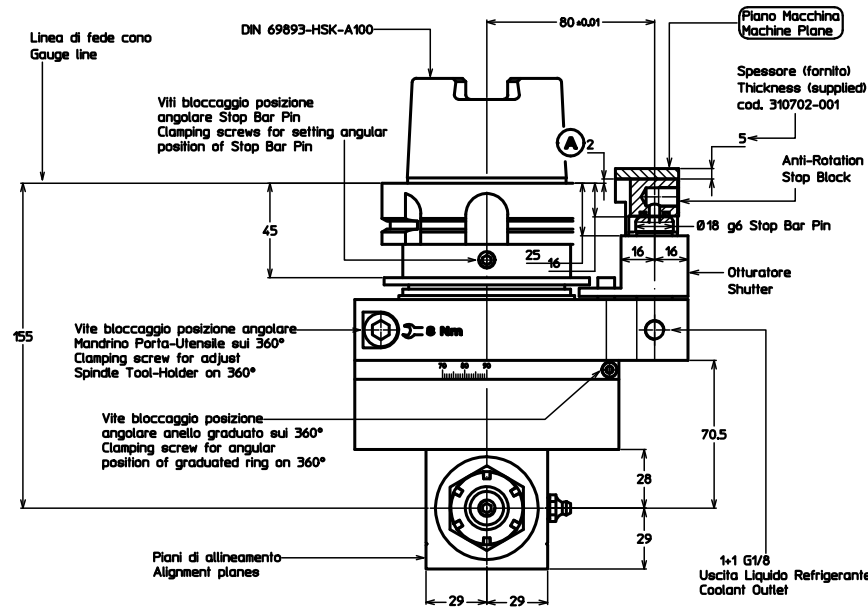 Linea di fede cono
Gauge line
DIN 69893-HSK-A100
80 ±0.01
Piano Macchina
Machine Plane
Spessore (fornito)
Thickness (supplied)
cod. 310702-001
Viti bloccaggio posizione
angolare Stop Bar Pin
Clamping screws for setting angular
position of Stop Bar Pin
A
2
5
Anti-Rotation
Stop Block
45
25
16
Ø18 g6 Stop Bar Pin
16
16
Otturatore
Shutter
155
Vite bloccaggio posizione angolare
Mandrino Porta-Utensile sui 360°
Clamping screw for adjust
Spindle Tool-Holder on 360°
8 Nm
70 80 90
Vite bloccaggio posizione
angolare anello graduato sui 360°
Clamping screw for angular
position of graduated ring on 360°
70.5
28
29
Piani di allineamento
Alignment planes
29
29
1+1 G1/8
Uscita Liquido Refrigerante
Coolant Outlet